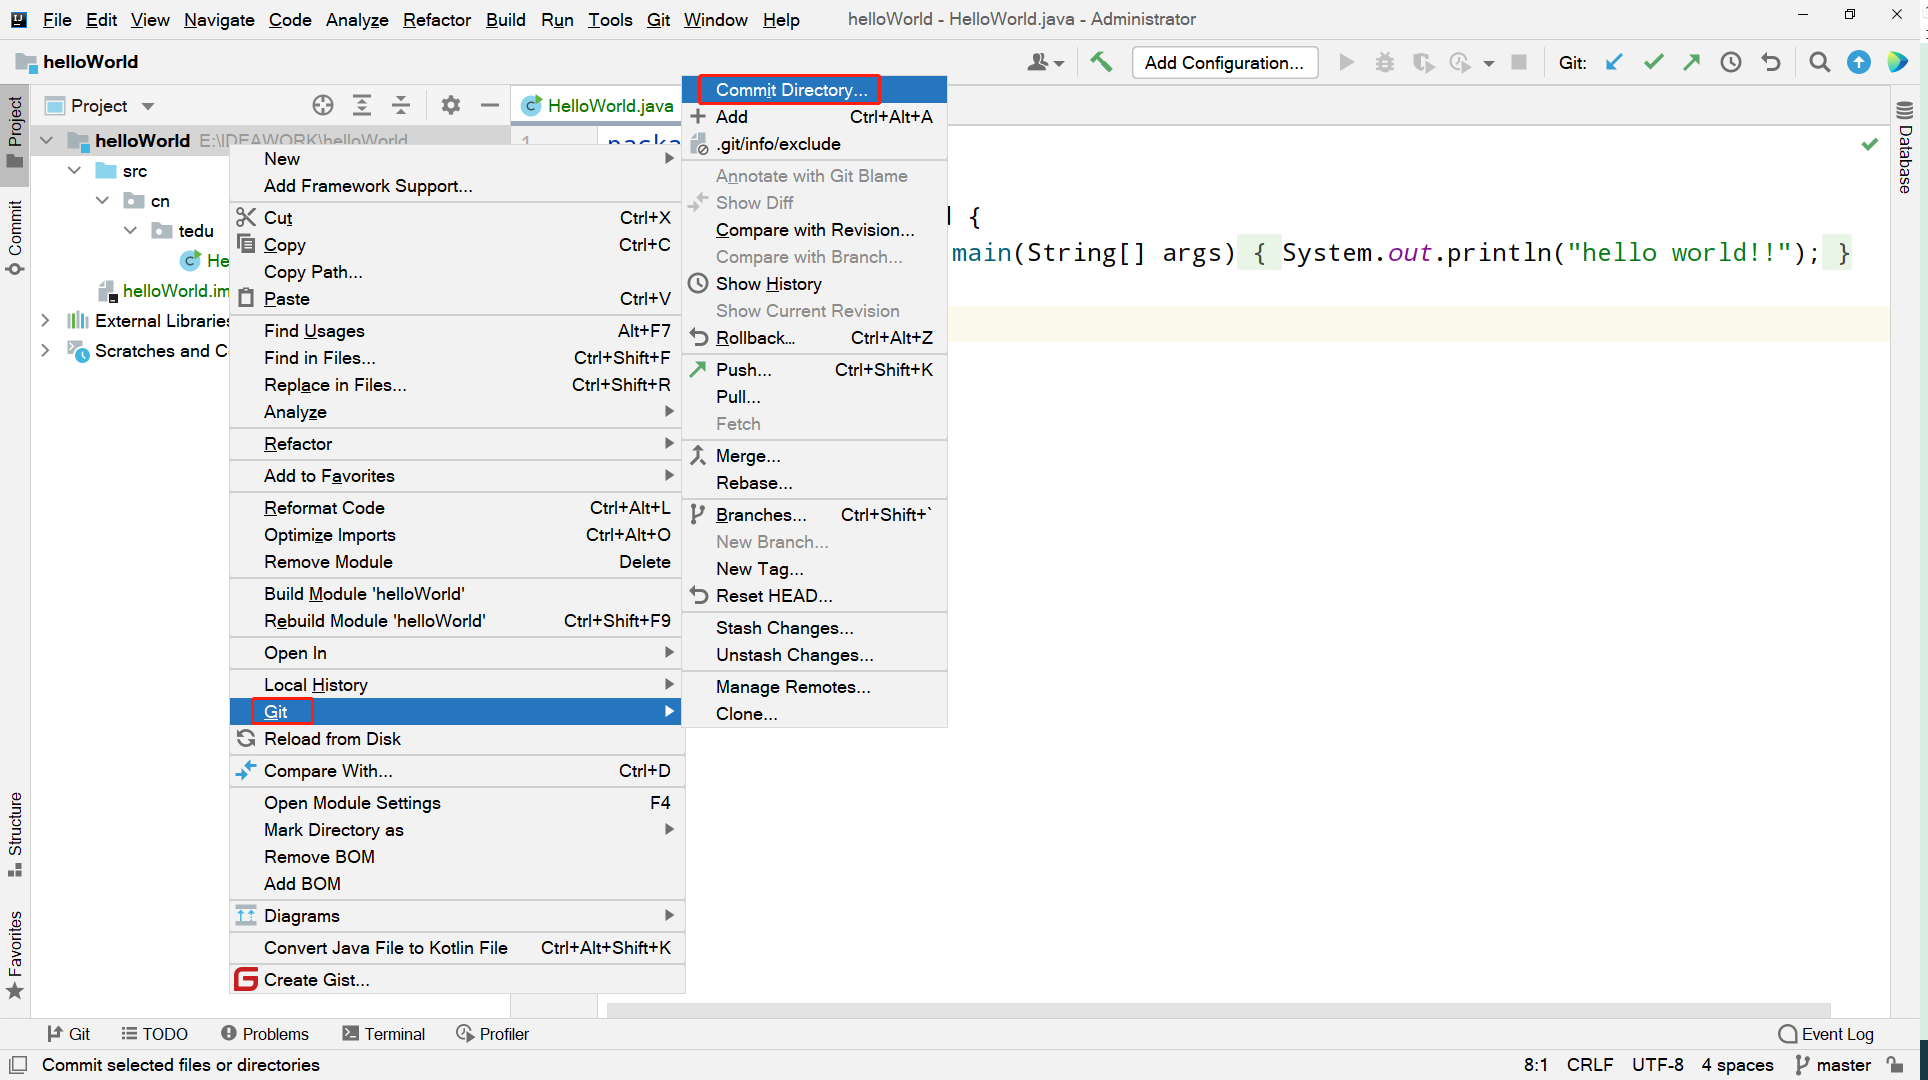 File Edit View Navigate Code Analyze Refactor Build Run Tools Git Window Help helloWorld - HelloWorld.java - Administrator
helloWorld
Add Configuration...
Git:
Project
Commit
Structure
Favorites
Project
helloWorld E:\IDEAWORK\helloWorld
src
cn
tedu
He
helloWorld.im
External Libraries
Scratches and C
HelloWorld.java
1
packa
{
main(String[] args) { System.out.println("hello world!!"); }
Database
New
Add Framework Support...
Cut Ctrl+X
Copy Ctrl+C
Copy Path...
Paste Ctrl+V
Find Usages Alt+F7
Find in Files... Ctrl+Shift+F
Replace in Files... Ctrl+Shift+R
Analyze
Refactor
Add to Favorites
Reformat Code Ctrl+Alt+L
Optimize Imports Ctrl+Alt+O
Remove Module Delete
Build Module 'helloWorld'
Rebuild Module 'helloWorld' Ctrl+Shift+F9
Open In
Local History
Git
Reload from Disk
Compare With... Ctrl+D
Open Module Settings F4
Mark Directory as
Remove BOM
Add BOM
Diagrams
Convert Java File to Kotlin File Ctrl+Alt+Shift+K
Create Gist...
Commit Directory...
Add Ctrl+Alt+A
.git/info/exclude
Annotate with Git Blame
Show Diff
Compare with Revision...
Compare with Branch...
Show History
Show Current Revision
Rollback... Ctrl+Alt+Z
Push... Ctrl+Shift+K
Pull...
Fetch
Merge...
Rebase...
Branches... Ctrl+Shift+`
New Branch...
New Tag...
Reset HEAD...
Stash Changes...
Unstash Changes...
Manage Remotes...
Clone...
Git TODO Problems Terminal Profiler Event Log
Commit selected files or directories 8:1 CRLF UTF-8 4 spaces master